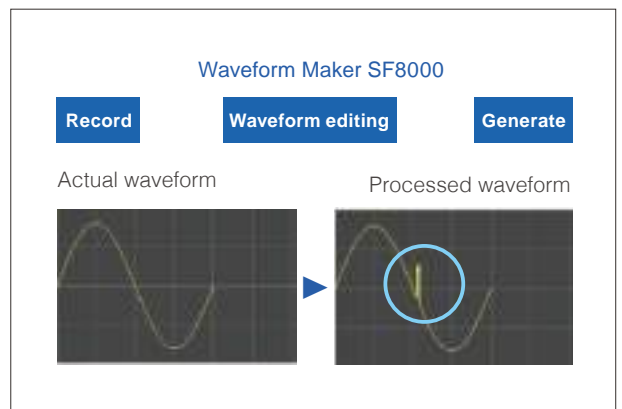 Waveform Maker SF8000
Record
Waveform editing
Generate
Actual waveform
Processed waveform